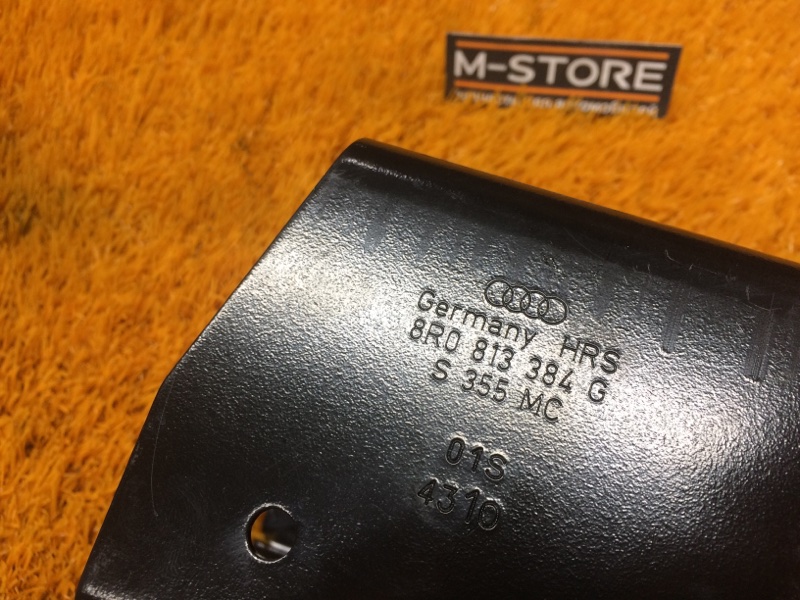 M-STORE
Germany HRS
8R0 813 384 G
S 355 MC
01S
4310